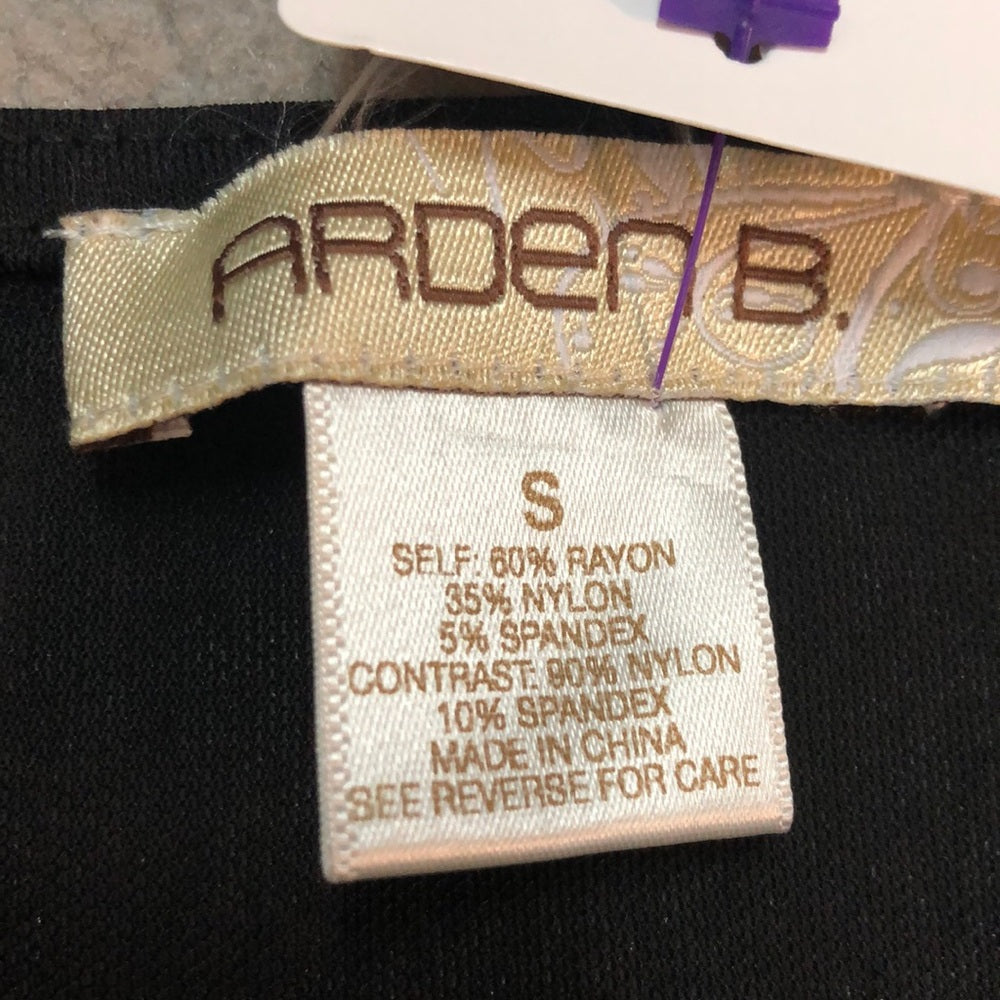 ARDen B.
S
SELF: 60% RAYON
35% NYLON
5% SPANDEX
CONTRAST: 90% NYLON
10% SPANDEX
MADE IN CHINA
SEE REVERSE FOR CARE